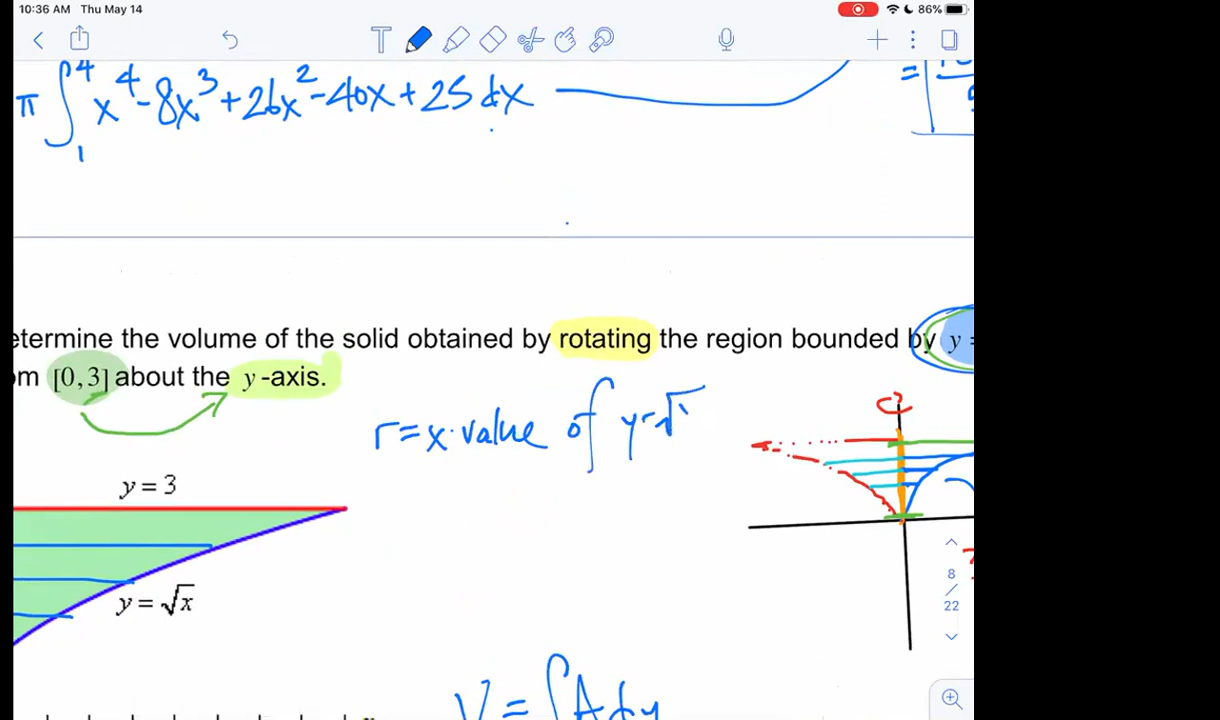 10:36 AM Thu May 14
86%
π ∫₁⁴ x⁴ - 8x³ + 26x² - 40x + 25 dx
=
etermine the volume of the solid obtained by rotating the region bounded by y =
om [0,3] about the y-axis.
r = x·value of y=√x
y = 3
y = √x
8
/
22
V = ∫ A dy